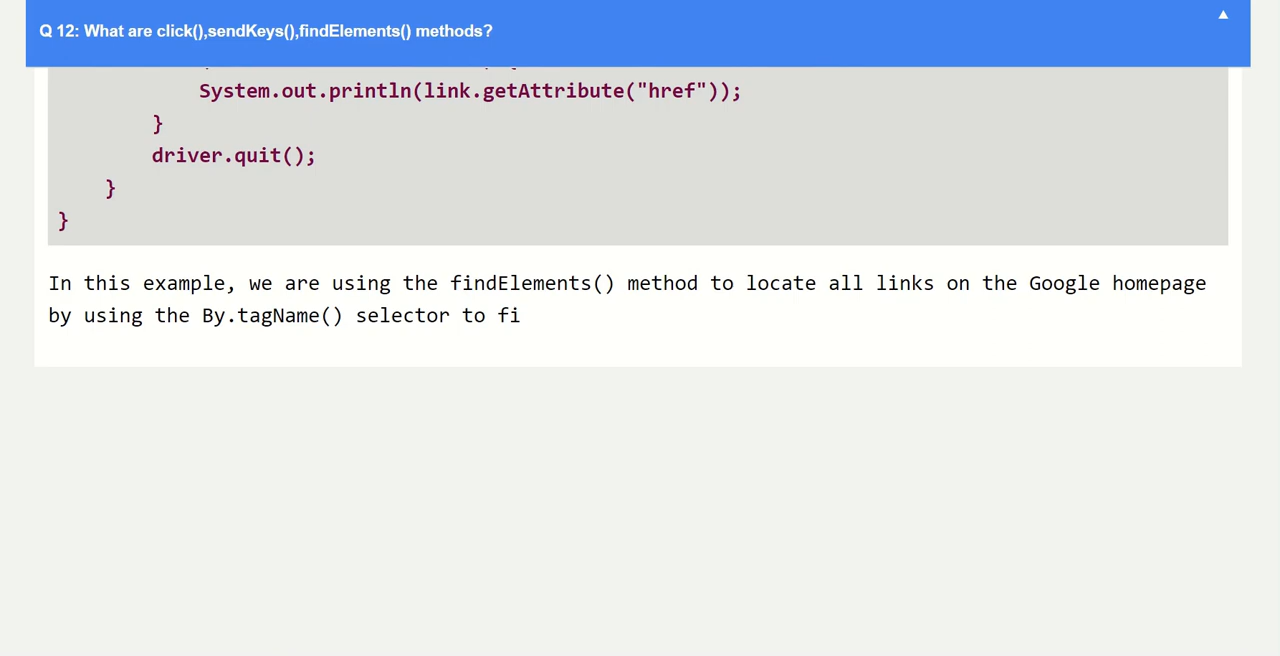 Q 12: What are click(),sendKeys(),findElements() methods?
▲
System.out.println(link.getAttribute("href"));
}
driver.quit();
}
}
In this example, we are using the findElements() method to locate all links on the Google homepage
by using the By.tagName() selector to fi